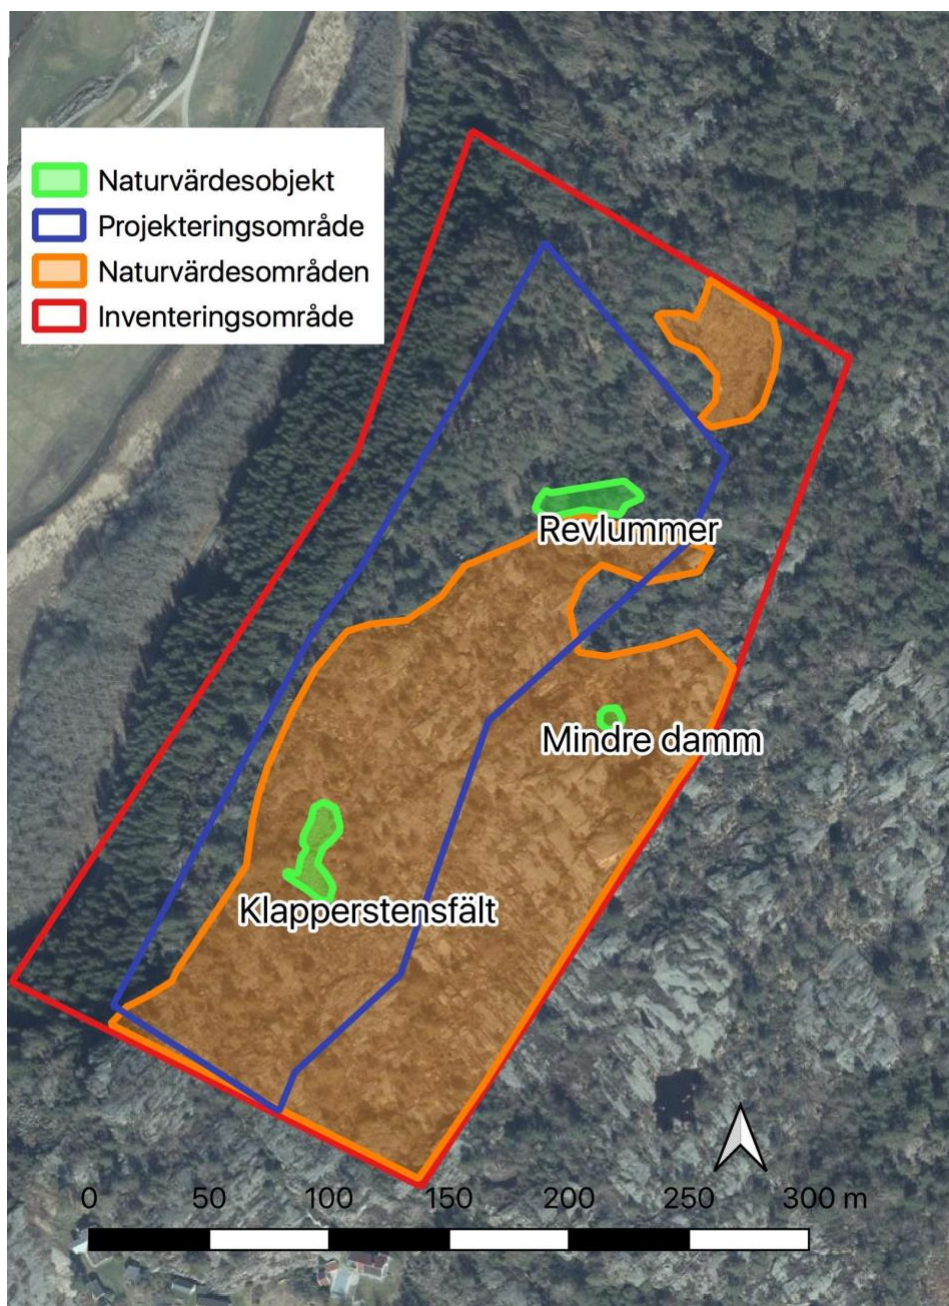 Naturvärdesobjekt
Projekteringsområde
Naturvärdesområden
Inventeringsområde
Revlummer
Mindre damm
Klapperstensfält
0 50 100 150 200 250 300 m